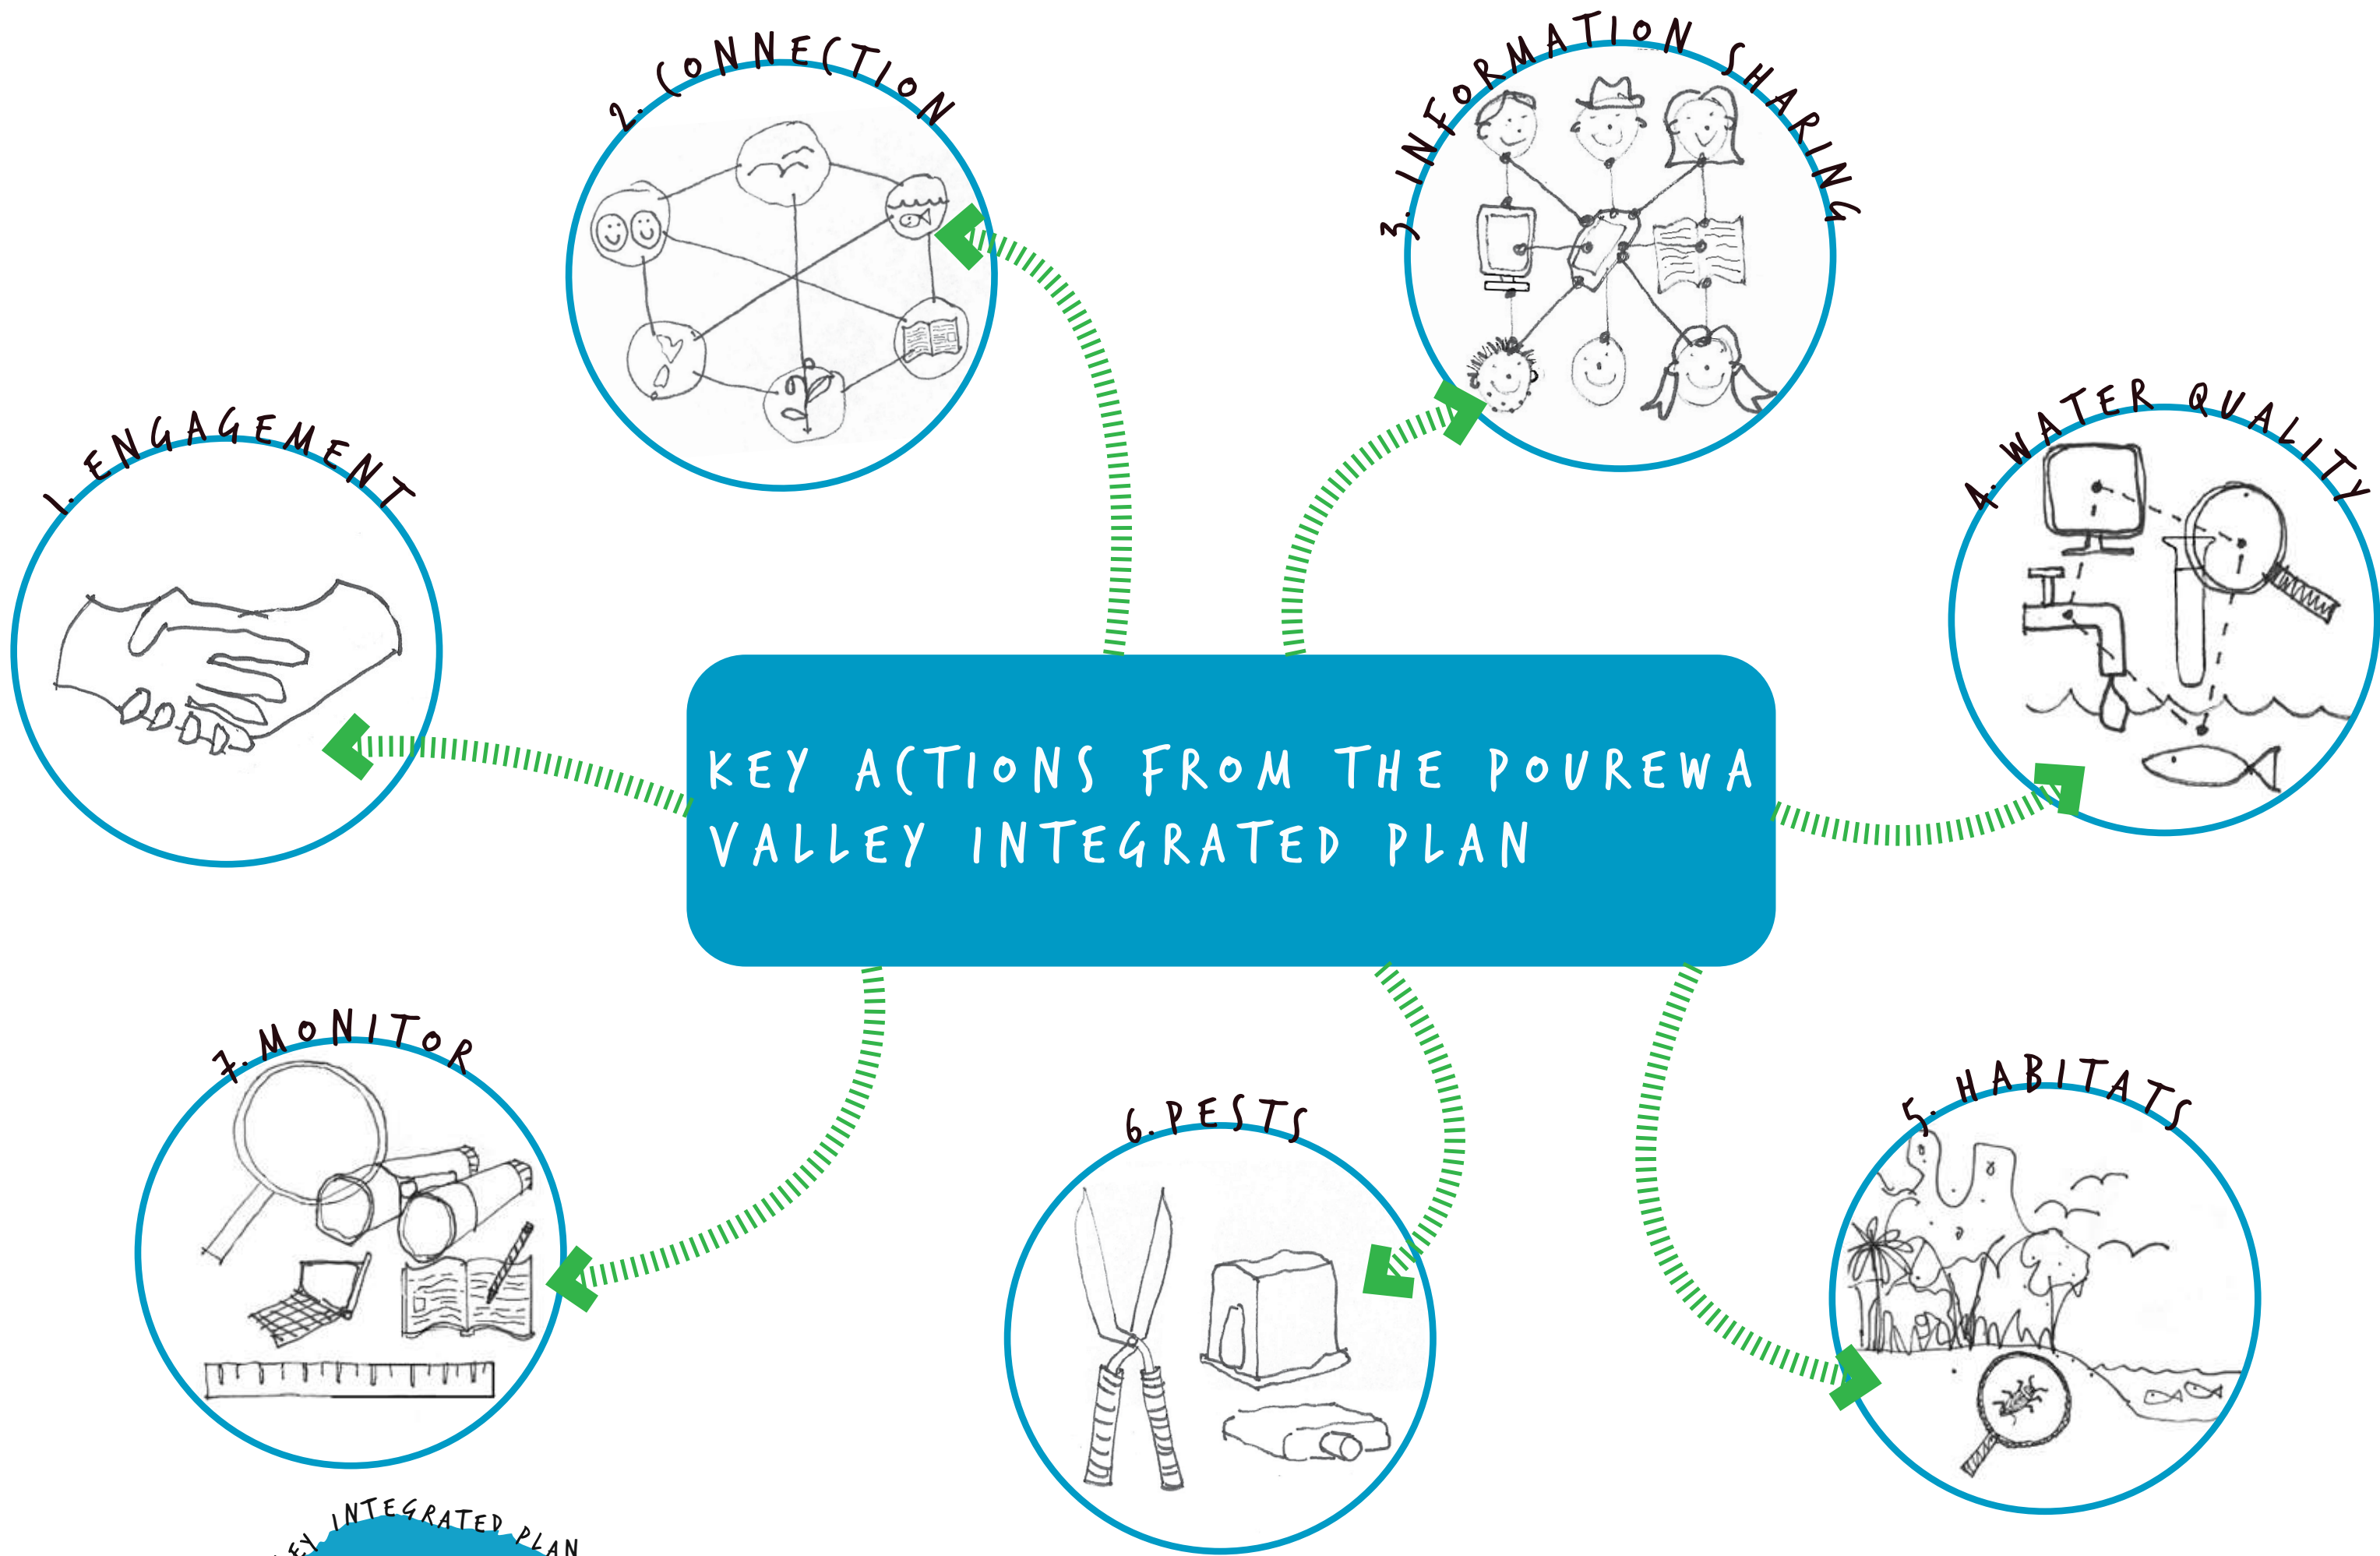 1. ENGAGEMENT
2. CONNECTION
3. INFORMATION SHARING
4. WATER QUALITY
KEY ACTIONS FROM THE POUREWA
VALLEY INTEGRATED PLAN
7. MONITOR
6. PESTS
5. HABITATS
INTEGRATED PLAN